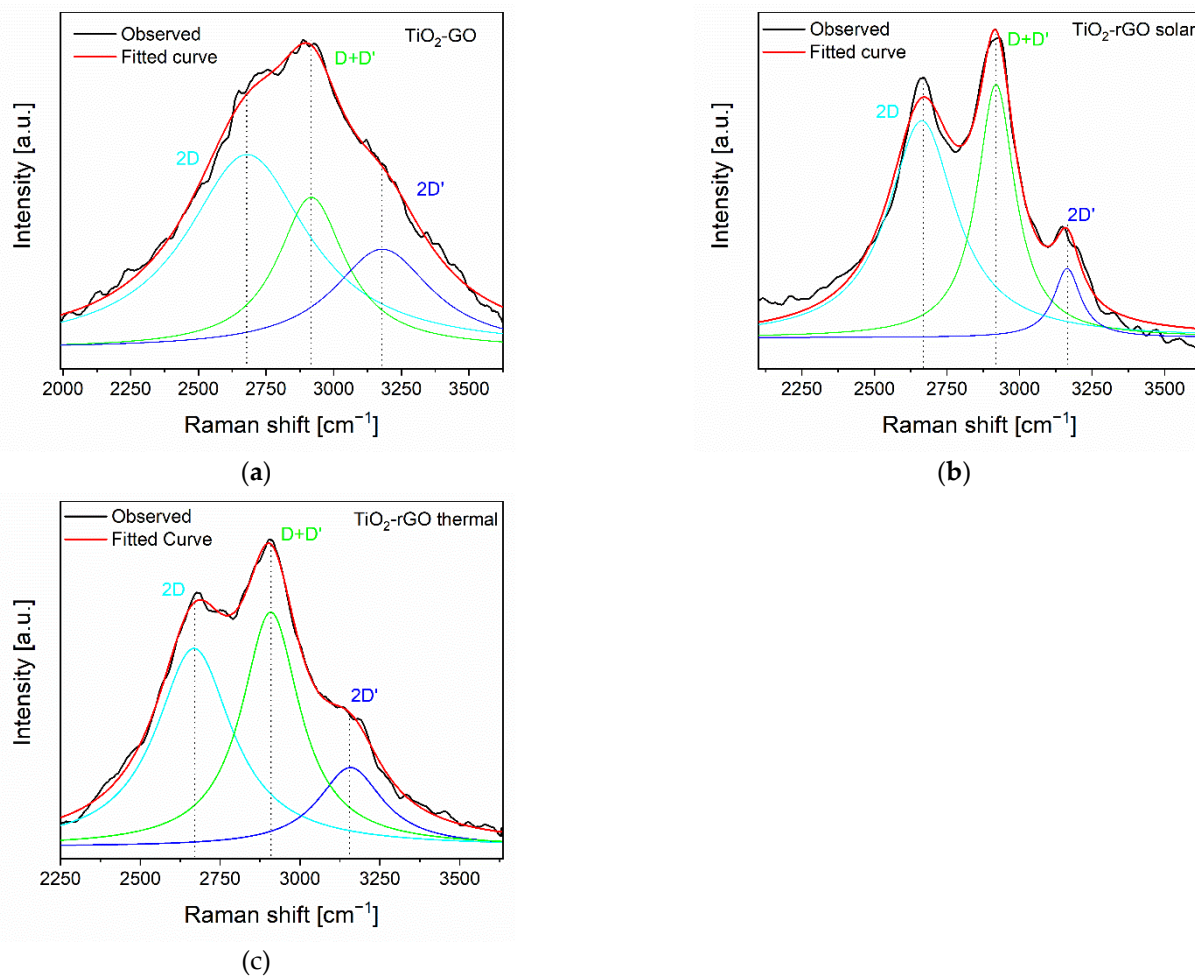 Observed
Fitted curve
TiO₂-GO
D+D'
2D
2D'
Intensity [a.u.]
2000 2250 2500 2750 3000 3250 3500
Raman shift [cm⁻¹]
(a)
Observed
Fitted curve
TiO₂-rGO solar
D+D'
2D
2D'
Intensity [a.u.]
2250 2500 2750 3000 3250 3500
Raman shift [cm⁻¹]
(b)
Observed
Fitted Curve
TiO₂-rGO thermal
D+D'
2D
2D'
Intensity [a.u.]
2250 2500 2750 3000 3250 3500
Raman shift [cm⁻¹]
(c)